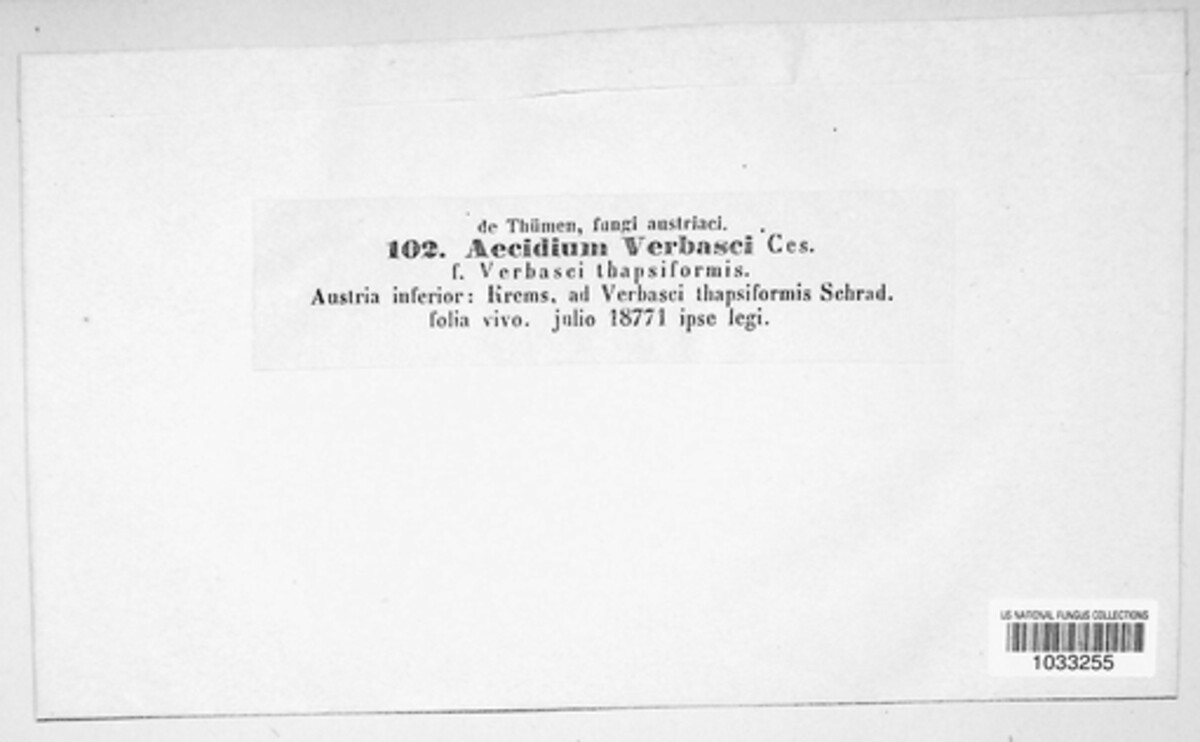 de Thümen, fungi austriaci.
102. Aecidium Verbasci Ces.
f. Verbasci thapsiformis.
Austria inferior: Krems, ad Verbasci thapsiformis Schrad.
folia vivo. julio 18771 ipse legi.
US NATIONAL FUNGUS COLLECTIONS
1033255